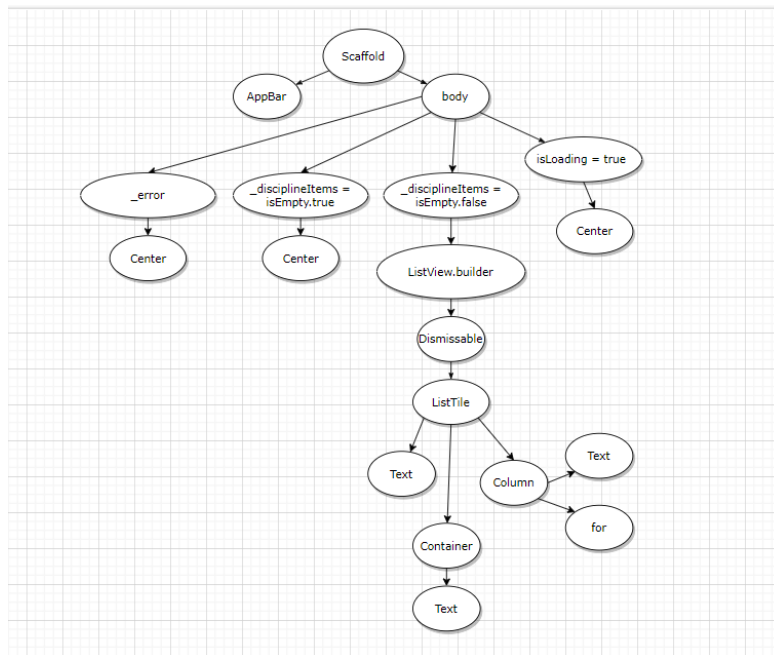 Scaffold
AppBar
body
isLoading = true
_error
_disciplineItems =
isEmpty.true
_disciplineItems =
isEmpty.false
Center
Center
Center
ListView.builder
Dismissable
ListTile
Text
Column
Text
for
Container
Text